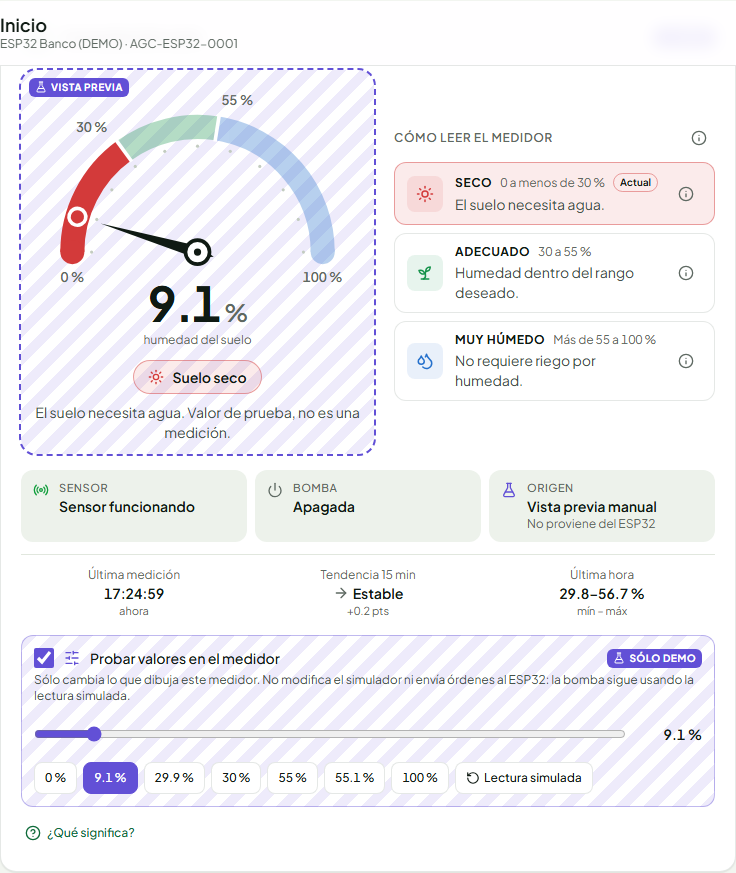 Inicio
ESP32 Banco (DEMO) · AGC-ESP32-0001
VISTA PREVIA
55 %
30 %
0 %
100 %
9.1 %
humedad del suelo
Suelo seco
El suelo necesita agua. Valor de prueba, no es una
medición.
CÓMO LEER EL MEDIDOR
SECO 0 a menos de 30 % Actual
El suelo necesita agua.
ADECUADO 30 a 55 %
Humedad dentro del rango
deseado.
MUY HÚMEDO Más de 55 a 100 %
No requiere riego por
humedad.
SENSOR
Sensor funcionando
BOMBA
Apagada
ORIGEN
Vista previa manual
No proviene del ESP32
Última medición
17:24:59
ahora
Tendencia 15 min
→ Estable
+0.2 pts
Última hora
29.8–56.7 %
mín – máx
Probar valores en el medidor
SÓLO DEMO
Sólo cambia lo que dibuja este medidor. No modifica el simulador ni envía órdenes al ESP32: la bomba sigue usando la
lectura simulada.
9.1 %
0 % 9.1 % 29.9 % 30 % 55 % 55.1 % 100 % Lectura simulada
¿Qué significa?